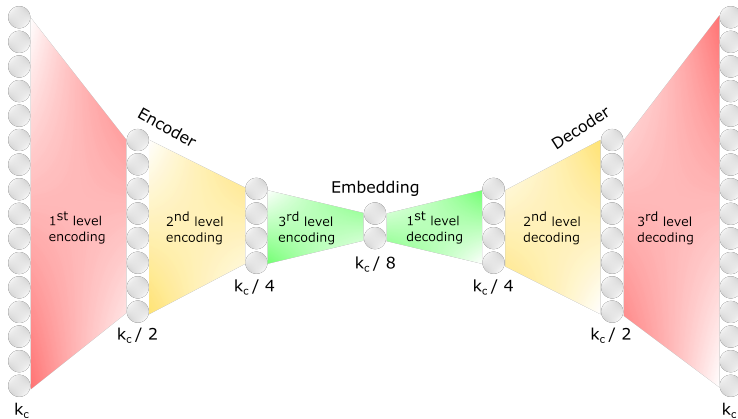 Encoder
Decoder
Embedding
1st level
encoding
2nd level
encoding
3rd level
encoding
1st level
decoding
2nd level
decoding
3rd level
decoding
kc
kc / 2
kc / 4
kc / 8
kc / 4
kc / 2
kc